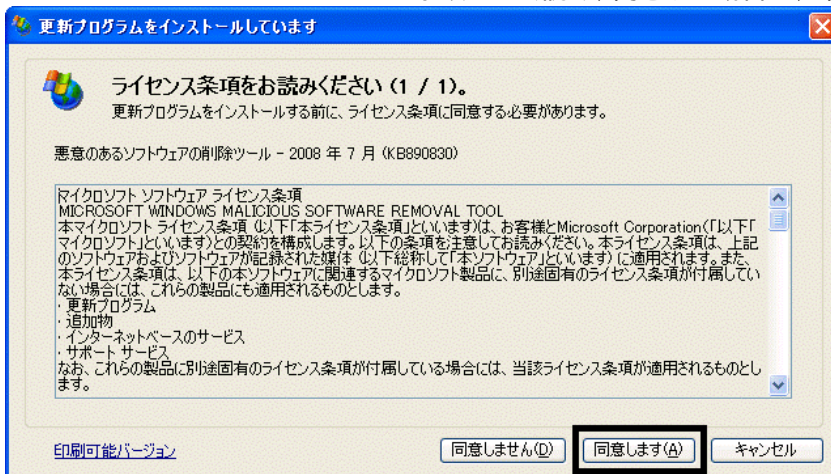 更新プログラムをインストールしています
ライセンス条項をお読みください (1 / 1)。
更新プログラムをインストールする前に、ライセンス条項に同意する必要があります。
悪意のあるソフトウェアの削除ツール - 2008 年 7 月 (KB890830)
マイクロソフト ソフトウェア ライセンス条項
MICROSOFT WINDOWS MALICIOUS SOFTWARE REMOVAL TOOL
本マイクロソフト ライセンス条項 (以下「本ライセンス条項」といいます)は、お客様とMicrosoft Corporation(「以下「
マイクロソフト」といいます)との契約を構成します。以下の条項を注意してお読みください。本ライセンス条項は、上記
のソフトウェアおよびソフトウェアが記録された媒体 (以下総称して「本ソフトウェア」といいます) に適用されます。また、
本ライセンス条項は、以下の本ソフトウェアに関連するマイクロソフト製品に、別途固有のライセンス条項が付属してい
ない場合には、これらの製品にも適用されるものとします。
・更新プログラム
・追加物
・インターネットベースのサービス
・サポート サービス
なお、これらの製品に別途固有のライセンス条項が付属している場合には、当該ライセンス条項が適用されるものとし
ます。
印刷可能バージョン
同意しません(D)
同意します(A)
キャンセル